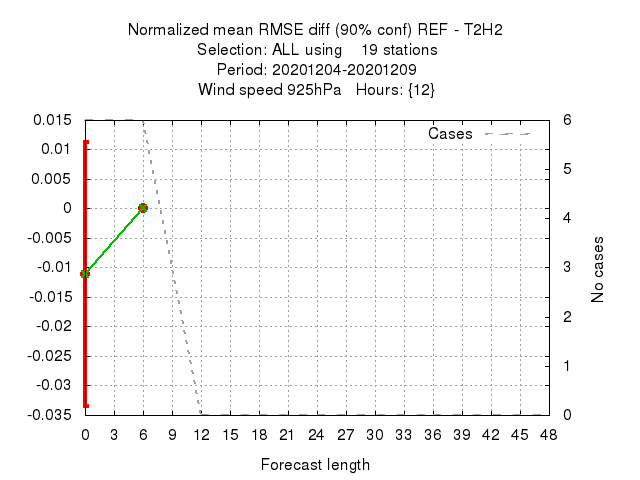 Normalized mean RMSE diff (90% conf) REF - T2H2
Selection: ALL using 19 stations
Period: 20201204-20201209
Wind speed 925hPa Hours: {12}
0.015
0.01
0.005
0
-0.005
-0.01
-0.015
-0.02
-0.025
-0.03
-0.035
Cases
6
5
4
3
2
1
0
No cases
0 3 6 9 12 15 18 21 24 27 30 33 36 39 42 45 48
Forecast length